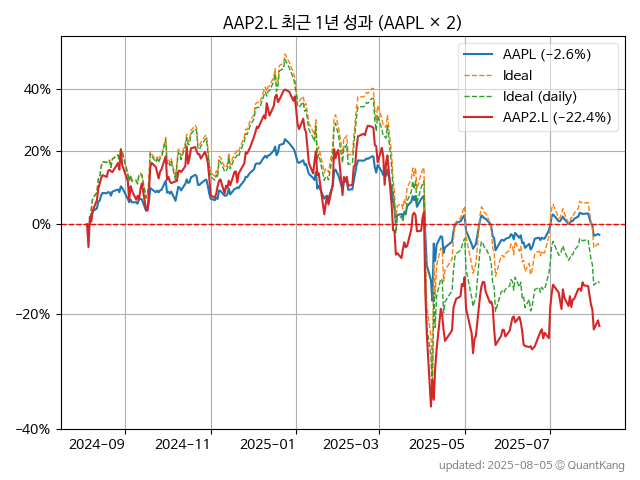 AAP2.L 최근 1년 성과 (AAPL × 2)
AAPL (−2.6%)
Ideal
Ideal (daily)
AAP2.L (−22.4%)
40%
20%
0%
−20%
−40%
2024−09
2024−11
2025−01
2025−03
2025−05
2025−07
updated: 2025−08−05 ⓒ QuantKang